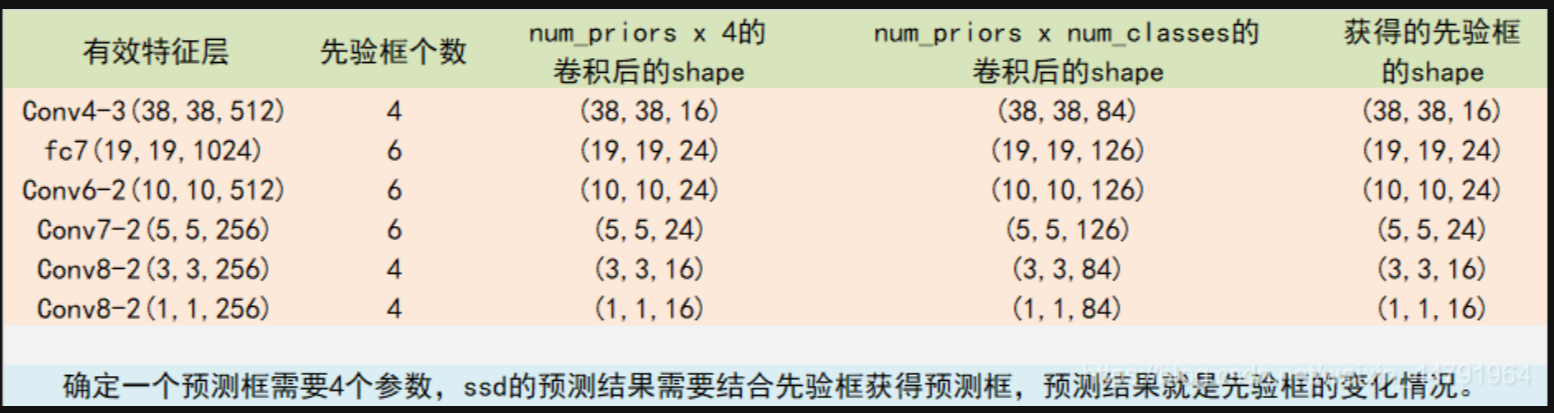 有效特征层 先验框个数 num_priors x 4的卷积后的shape num_priors x num_classes的卷积后的shape 获得的先验框的shape
Conv4-3(38,38,512) 4 (38,38,16) (38,38,84) (38,38,16)
fc7(19,19,1024) 6 (19,19,24) (19,19,126) (19,19,24)
Conv6-2(10,10,512) 6 (10,10,24) (10,10,126) (10,10,24)
Conv7-2(5,5,256) 6 (5,5,24) (5,5,126) (5,5,24)
Conv8-2(3,3,256) 4 (3,3,16) (3,3,84) (3,3,16)
Conv8-2(1,1,256) 4 (1,1,16) (1,1,84) (1,1,16)
确定一个预测框需要4个参数，ssd的预测结果需要结合先验框获得预测框，预测结果就是先验框的变化情况。